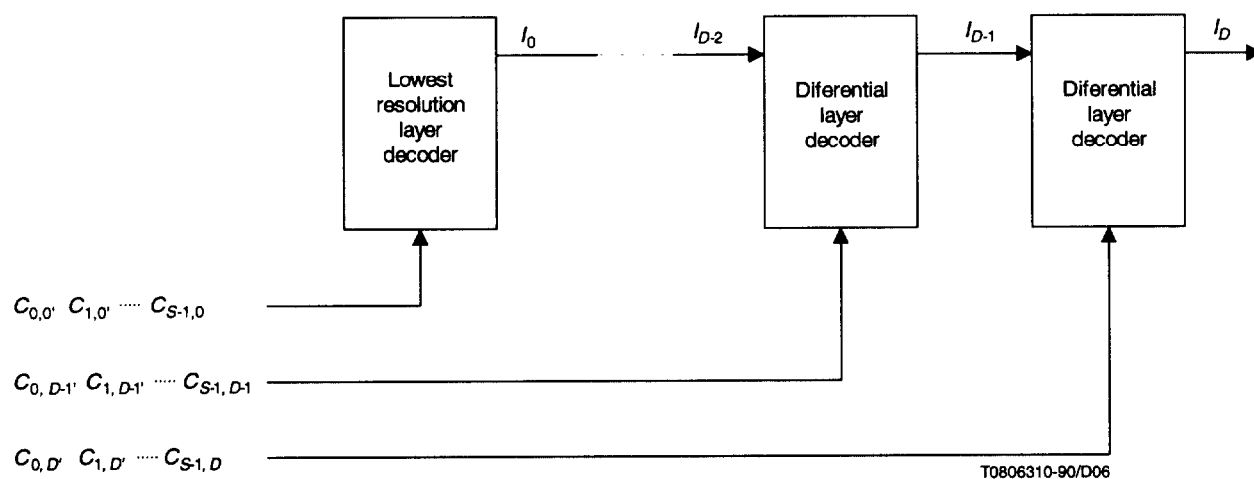 I0 ID-2 ID-1 ID
Lowest
resolution
layer
decoder
Diferential
layer
decoder
Diferential
layer
decoder
C0,0, C1,0, ..... CS-1,0
C0, D-1, C1, D-1, ..... CS-1, D-1
C0, D, C1, D, ..... CS-1, D
T0806310-90/D06